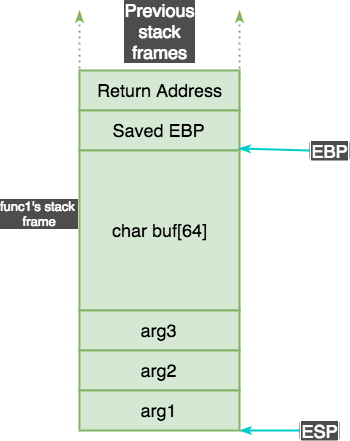 Previous
stack
frames
Return Address
Saved EBP
EBP
func1's stack
frame
char buf[64]
arg3
arg2
arg1
ESP